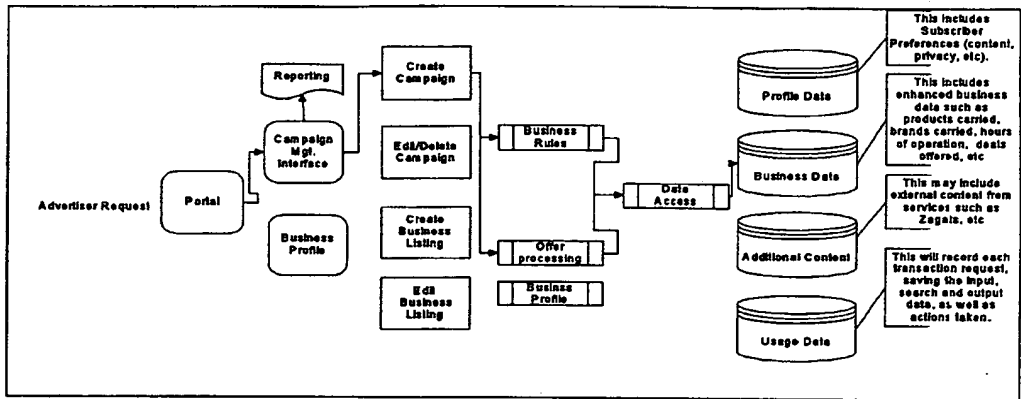 Advertiser Request
Portal
Reporting
Campaign
Mgt.
Interface
Business
Profile
Create
Campaign
Edit/Delete
Campaign
Create
Business
Listing
Edit
Business
Listing
Business
Rules
Offer
processing
Businss
Profile
Data
Access
Profile Data
Business Data
Additional Content
Usage Data
This includes
Subscriber
Preferences (content,
privacy, etc).
This includes
enhanced business
data such as
products carried,
brands carried, hours
of operation, deals
offered, etc
This may include
external content from
services such as
Zagats, etc
This will record each
transaction request,
saving the input,
search and output
data, as well as
actions taken.